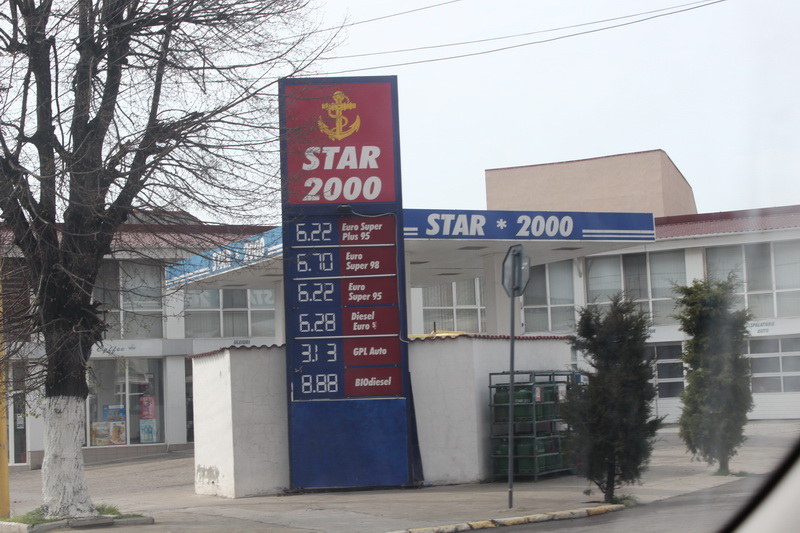 STAR
2000
STAR * 2000
6.22 Euro Super
Plus 95
6.70 Euro
Super 98
6.22 Euro
Super 95
6.28 Diesel
Euro 5
3.13 GPL Auto
8.88 BIOdiesel